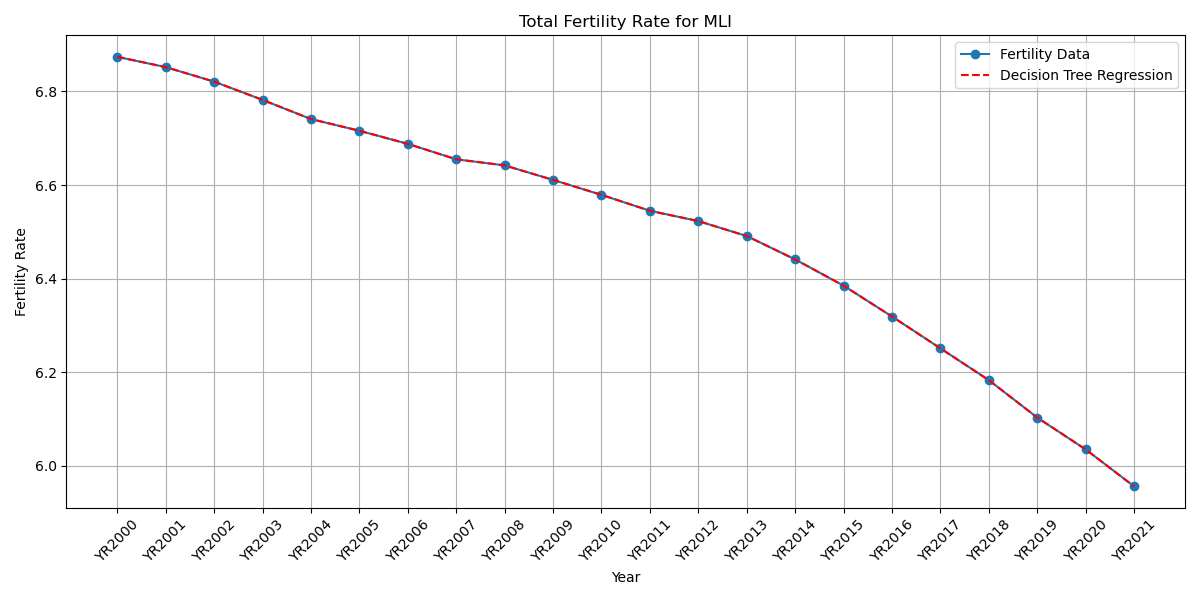 Total Fertility Rate for MLI
Fertility Data
Decision Tree Regression
Fertility Rate
6.8
6.6
6.4
6.2
6.0
YR2000
YR2001
YR2002
YR2003
YR2004
YR2005
YR2006
YR2007
YR2008
YR2009
YR2010
YR2011
YR2012
YR2013
YR2014
YR2015
YR2016
YR2017
YR2018
YR2019
YR2020
YR2021
Year